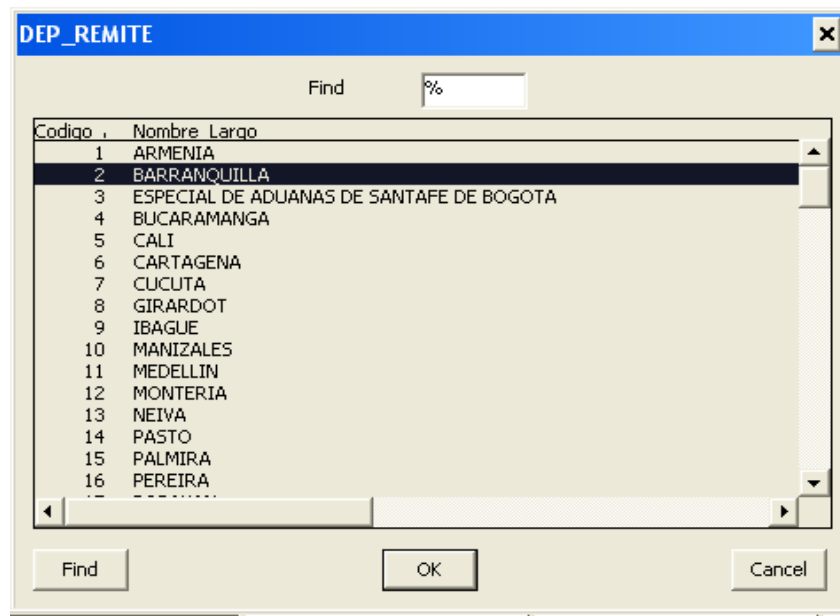 DEP_REMITE
Find %
Codigo . Nombre Largo
1 ARMENIA
2 BARRANQUILLA
3 ESPECIAL DE ADUANAS DE SANTAFE DE BOGOTA
4 BUCARAMANGA
5 CALI
6 CARTAGENA
7 CUCUTA
8 GIRARDOT
9 IBAGUE
10 MANIZALES
11 MEDELLIN
12 MONTERIA
13 NEIVA
14 PASTO
15 PALMIRA
16 PEREIRA
Find OK Cancel